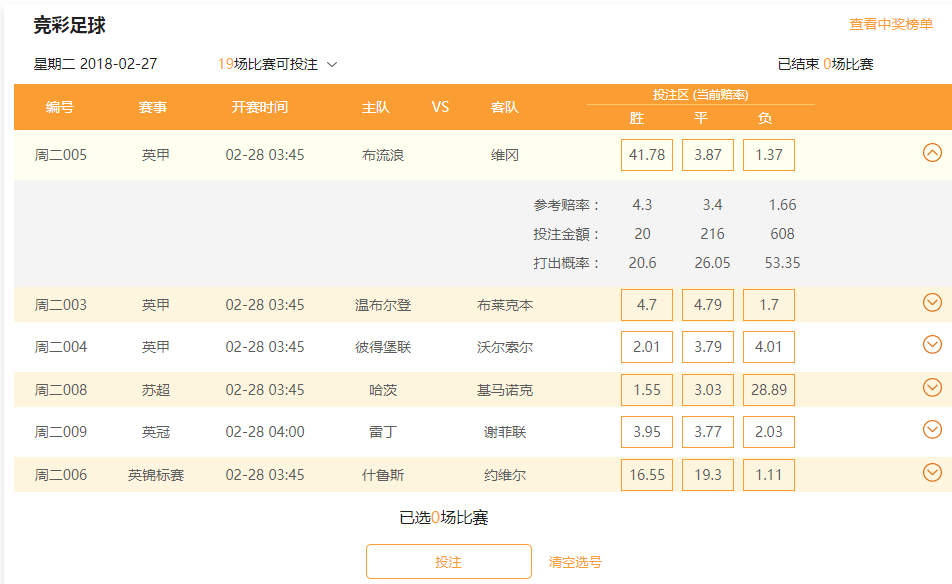 竞彩足球 查看中奖榜单
星期二 2018-02-27 19场比赛可投注 已结束 0场比赛
投注区 (当前赔率)
编号 赛事 开赛时间 主队 VS 客队
胜 平 负
周二005 英甲 02-28 03:45 布流浪 维冈 41.78 3.87 1.37
参考赔率： 4.3 3.4 1.66
投注金額： 20 216 608
打出概率： 20.6 26.05 53.35
周二003 英甲 02-28 03:45 温布尔登 布莱克本 4.7 4.79 1.7
周二004 英甲 02-28 03:45 彼得堡联 沃尔索尔 2.01 3.79 4.01
周二008 苏超 02-28 03:45 哈茨 基马诺克 1.55 3.03 28.89
周二009 英冠 02-28 04:00 雷丁 谢菲联 3.95 3.77 2.03
周二006 英锦标赛 02-28 03:45 什鲁斯 约维尔 16.55 19.3 1.11
已选0场比赛
投注 清空选号